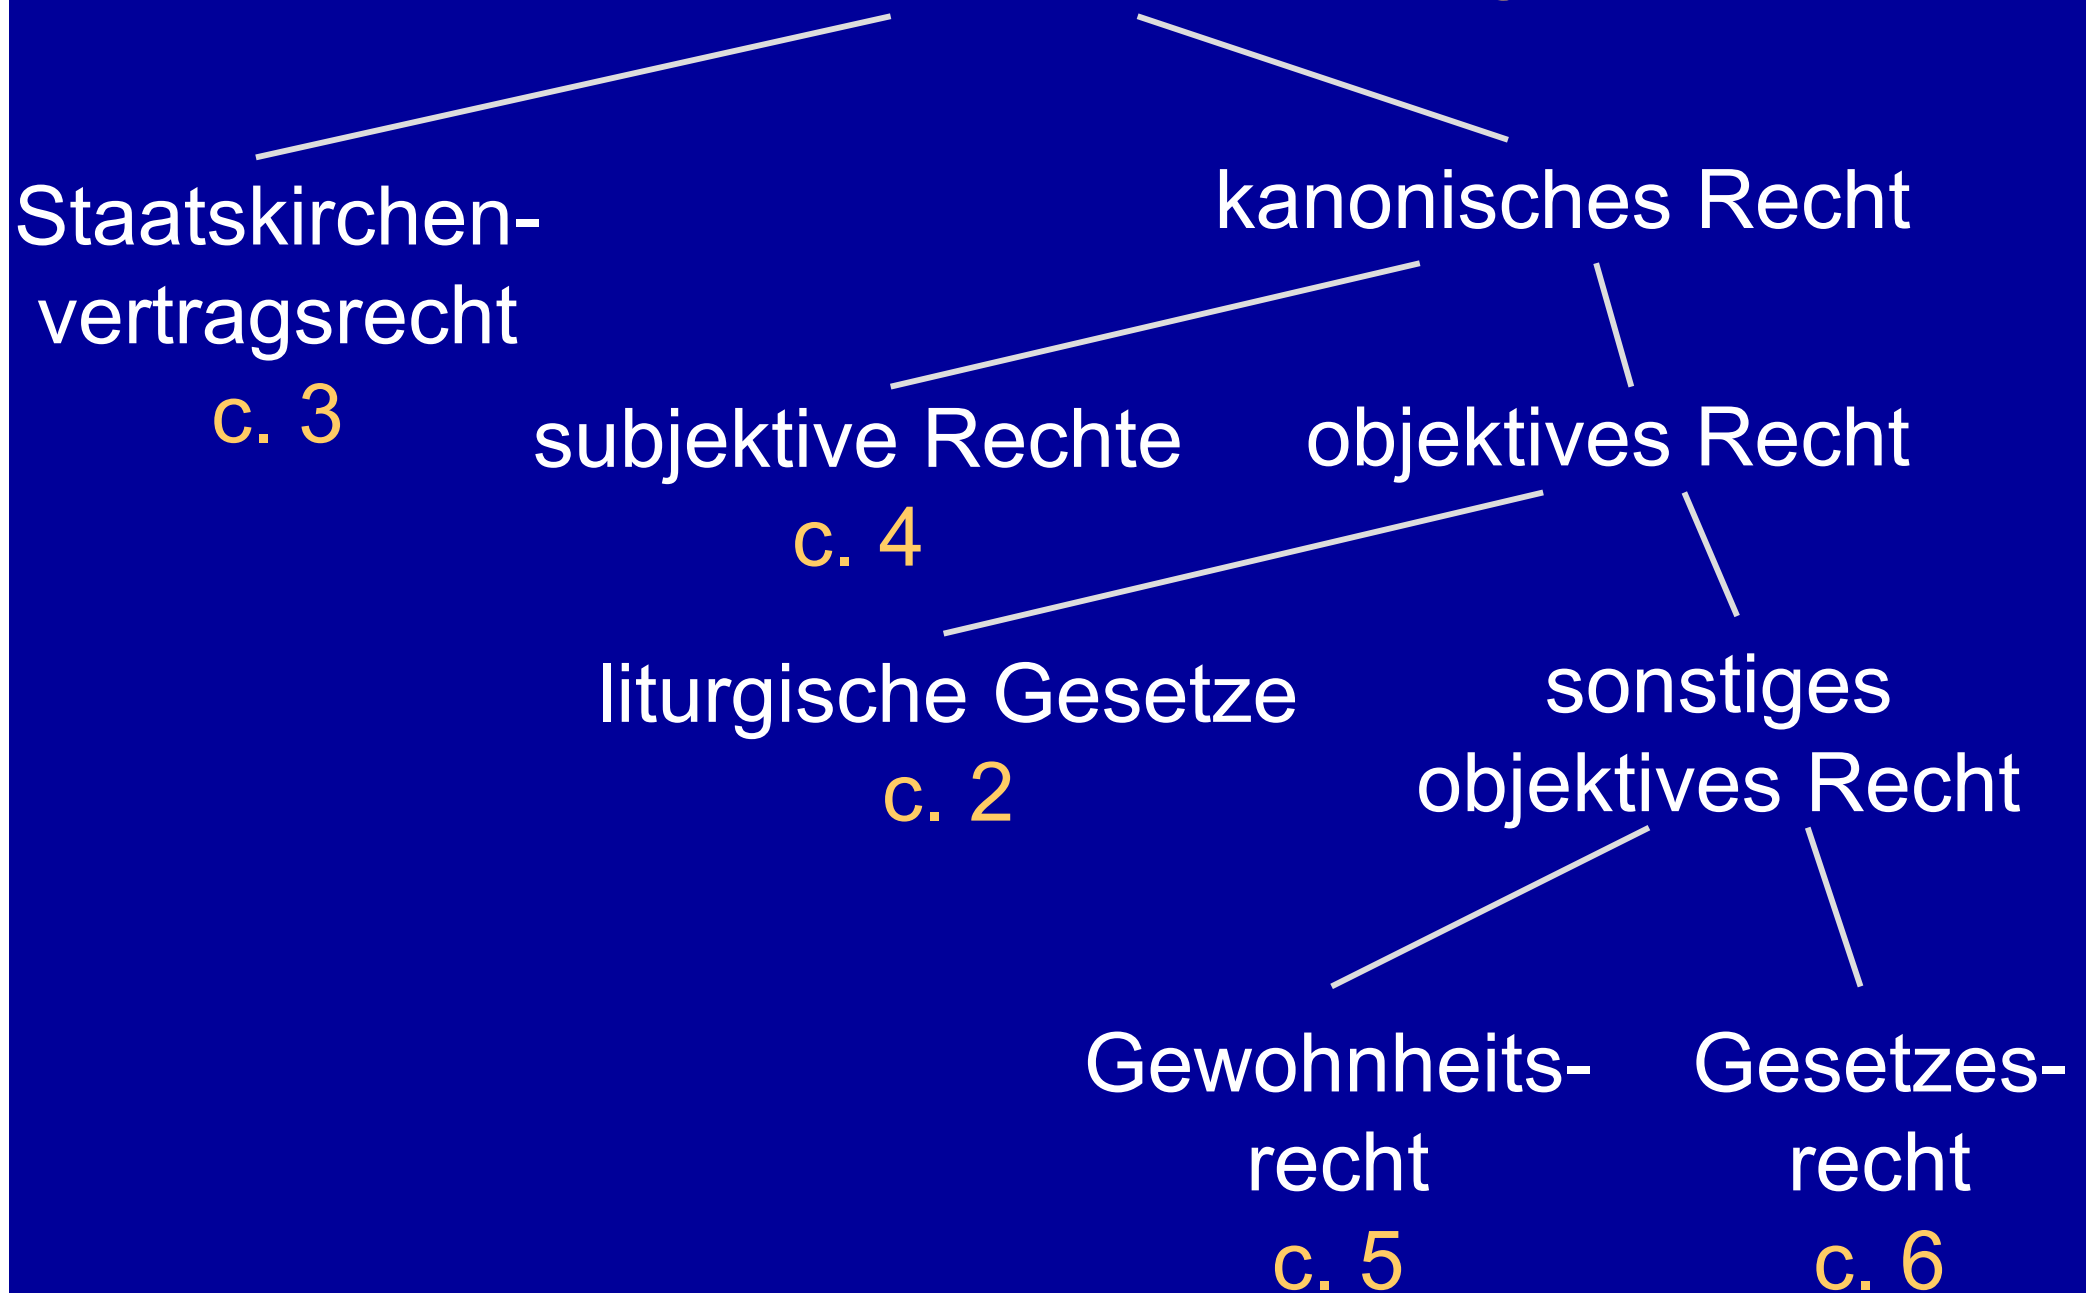 kanonisches Recht
Staatskirchen-
vertragsrecht
c. 3
subjektive Rechte
c. 4
objektives Recht
liturgische Gesetze
c. 2
sonstiges
objektives Recht
Gewohnheits-
recht
c. 5
Gesetzes-
recht
c. 6